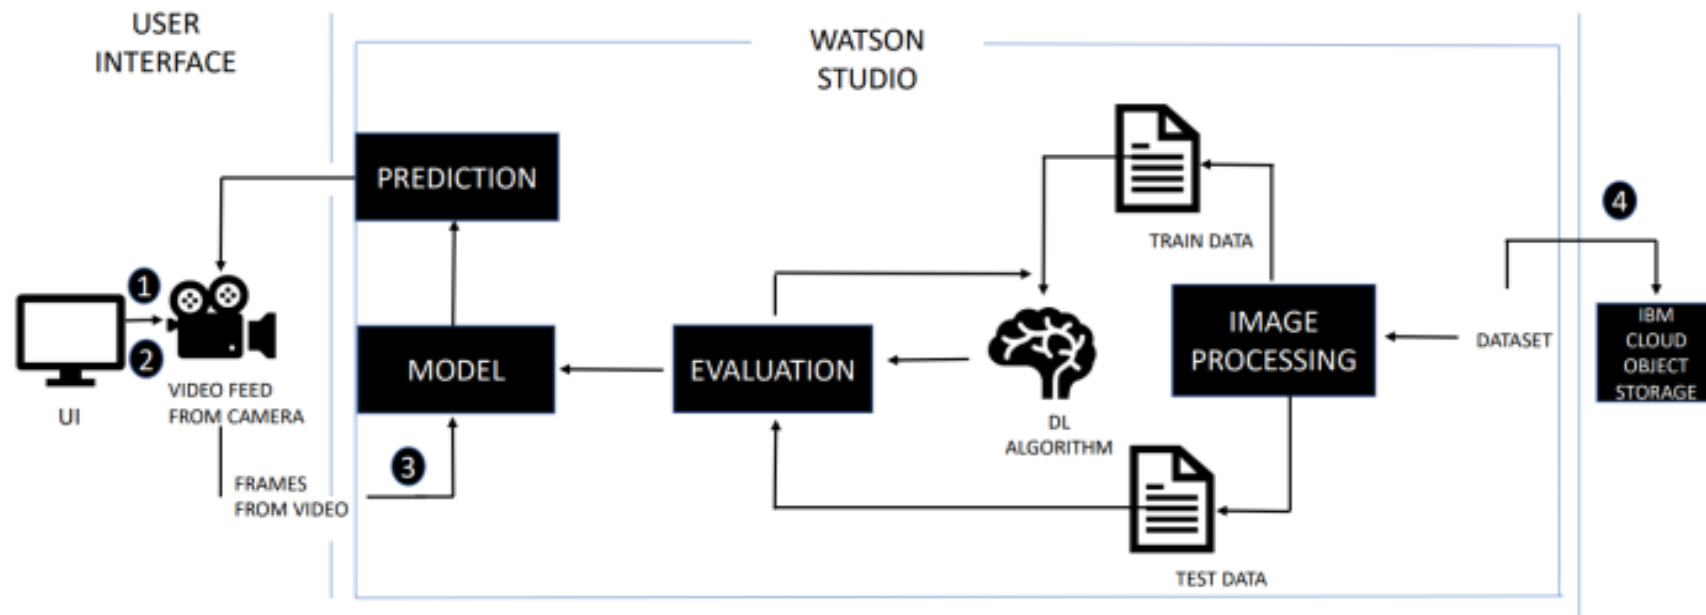 USER
INTERFACE
WATSON
STUDIO
PREDICTION
TRAIN DATA
4
1
2
UI
VIDEO FEED
FROM CAMERA
MODEL
EVALUATION
DL
ALGORITHM
IMAGE
PROCESSING
DATASET
IBM
CLOUD
OBJECT
STORAGE
3
FRAMES
FROM VIDEO
TEST DATA